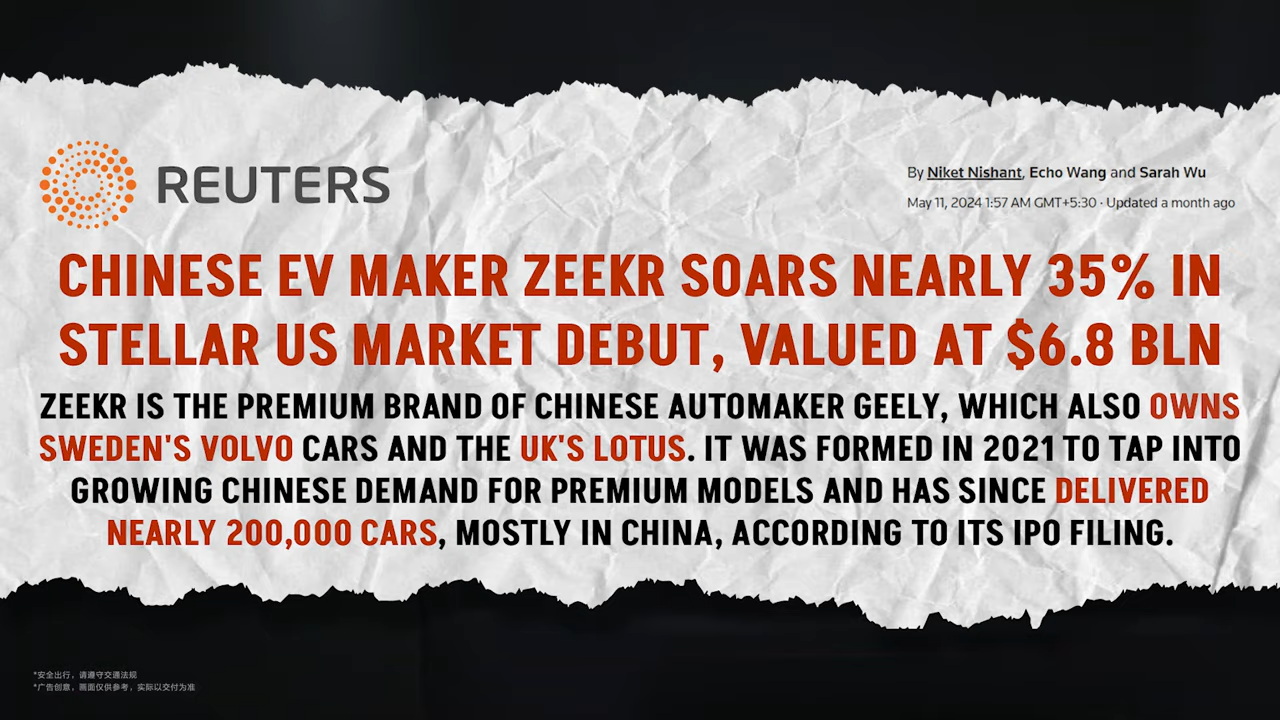 REUTERS
By Niket Nishant, Echo Wang and Sarah Wu
May 11, 2024 1:57 AM GMT+5:30 · Updated a month ago
CHINESE EV MAKER ZEEKR SOARS NEARLY 35% IN
STELLAR US MARKET DEBUT, VALUED AT $6.8 BLN
ZEEKR IS THE PREMIUM BRAND OF CHINESE AUTOMAKER GEELY, WHICH ALSO OWNS
SWEDEN'S VOLVO CARS AND THE UK'S LOTUS. IT WAS FORMED IN 2021 TO TAP INTO
GROWING CHINESE DEMAND FOR PREMIUM MODELS AND HAS SINCE DELIVERED
NEARLY 200,000 CARS, MOSTLY IN CHINA, ACCORDING TO ITS IPO FILING.
*安全出行，请遵守交通法规
*广告创意，画面仅供参考，实际以交付为准